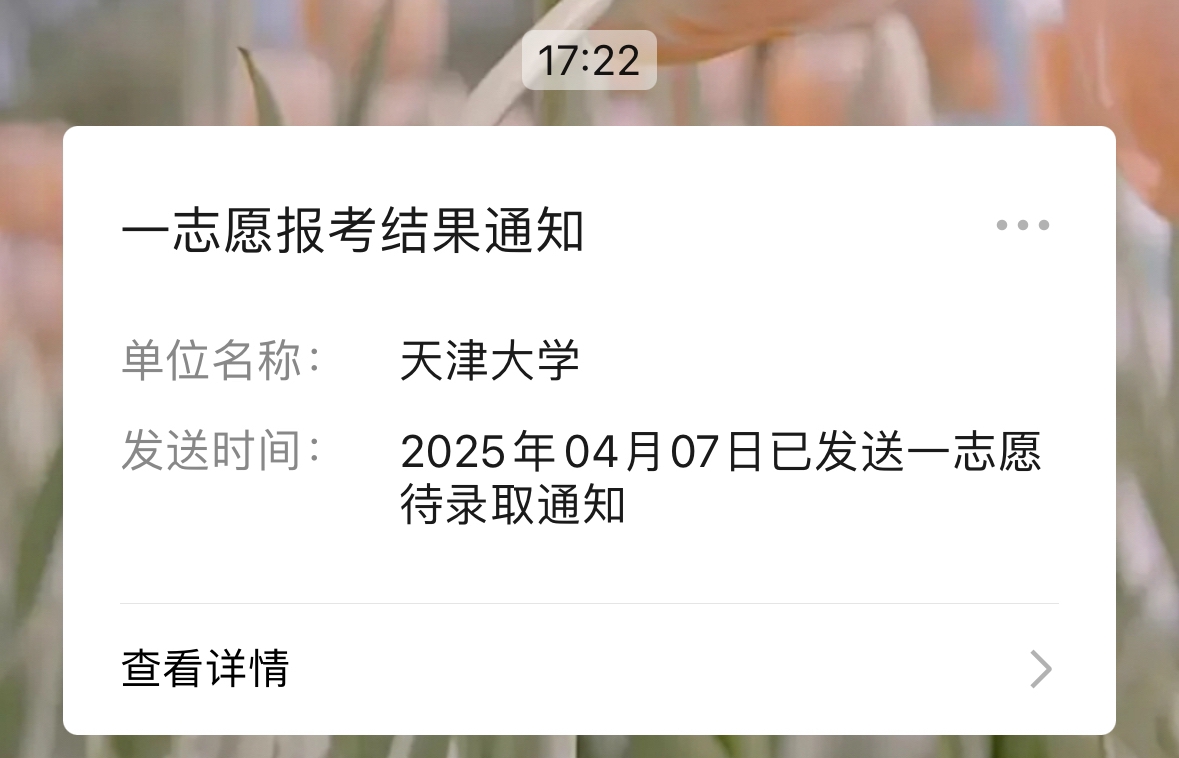 17:22
一志愿报考结果通知
单位名称： 天津大学
发送时间： 2025年04月07日已发送一志愿
待录取通知
查看详情